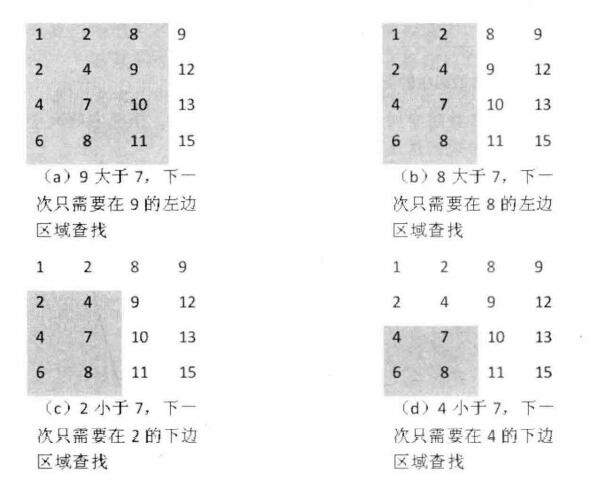 1 2 8 9
2 4 9 12
4 7 10 13
6 8 11 15
（a）9 大于 7，下一
次只需要在 9 的左边
区域查找
1 2 8 9
2 4 9 12
4 7 10 13
6 8 11 15
（b）8 大于 7，下一
次只需要在 8 的左边
区域查找
1 2 8 9
2 4 9 12
4 7 10 13
6 8 11 15
（c）2 小于 7，下一
次只需要在 2 的下边
区域查找
1 2 8 9
2 4 9 12
4 7 10 13
6 8 11 15
（d）4 小于 7，下一
次只需要在 4 的下边
区域查找